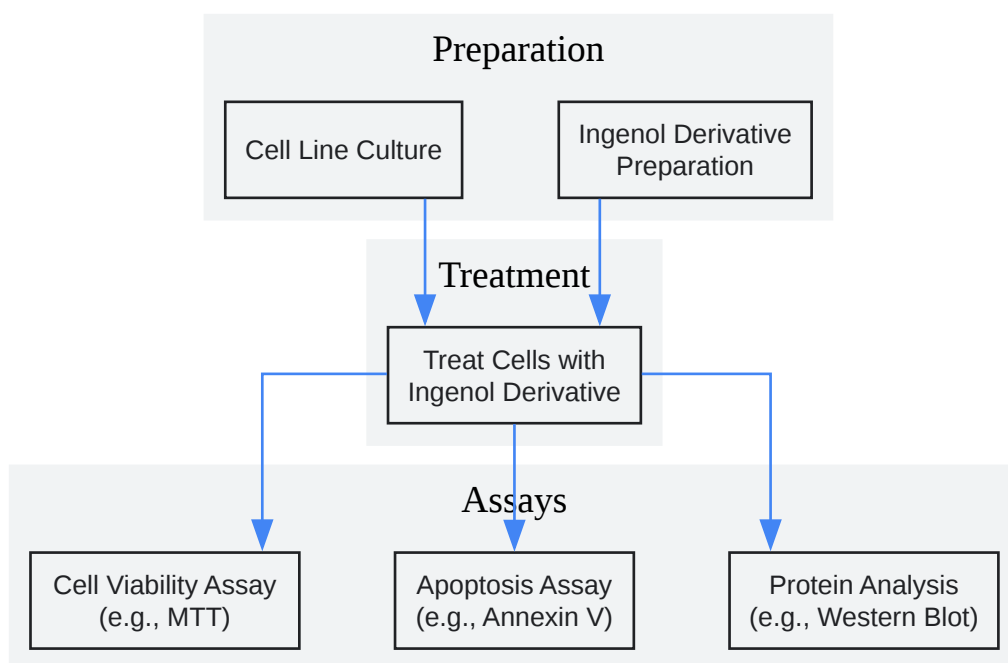 Preparation
Cell Line Culture
Ingenol Derivative
Preparation
Treatment
Treat Cells with
Ingenol Derivative
Assays
Cell Viability Assay
(e.g., MTT)
Apoptosis Assay
(e.g., Annexin V)
Protein Analysis
(e.g., Western Blot)